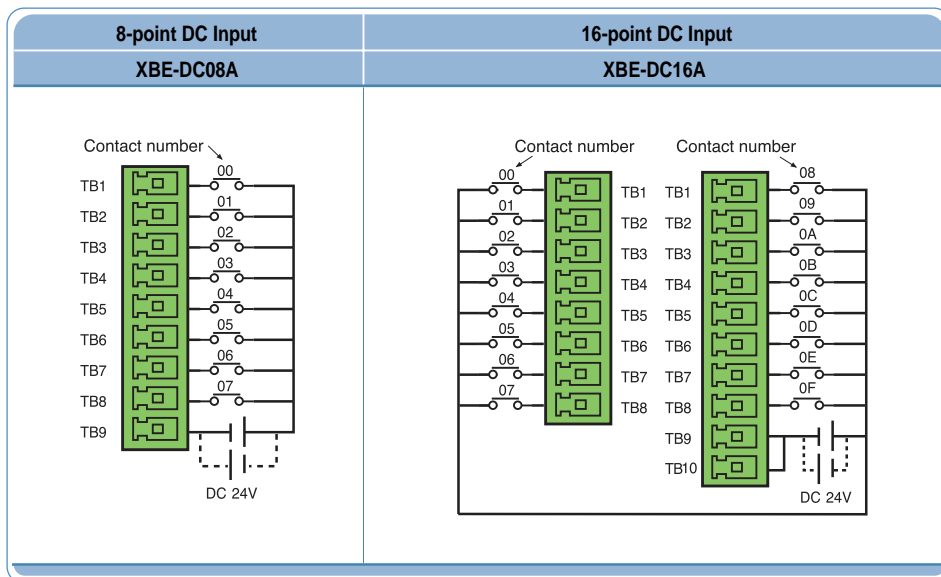 8-point DC Input
16-point DC Input
XBE-DC08A
XBE-DC16A
Contact number
00
TB1
01
TB2
02
TB3
03
TB4
04
TB5
05
TB6
06
TB7
07
TB8
TB9
DC 24V
Contact number
00
TB1
01
TB2
02
TB3
03
TB4
04
TB5
05
TB6
06
TB7
07
TB8
Contact number
08
TB1
09
TB2
0A
TB3
0B
TB4
0C
TB5
0D
TB6
0E
TB7
0F
TB8
TB9
TB10
DC 24V